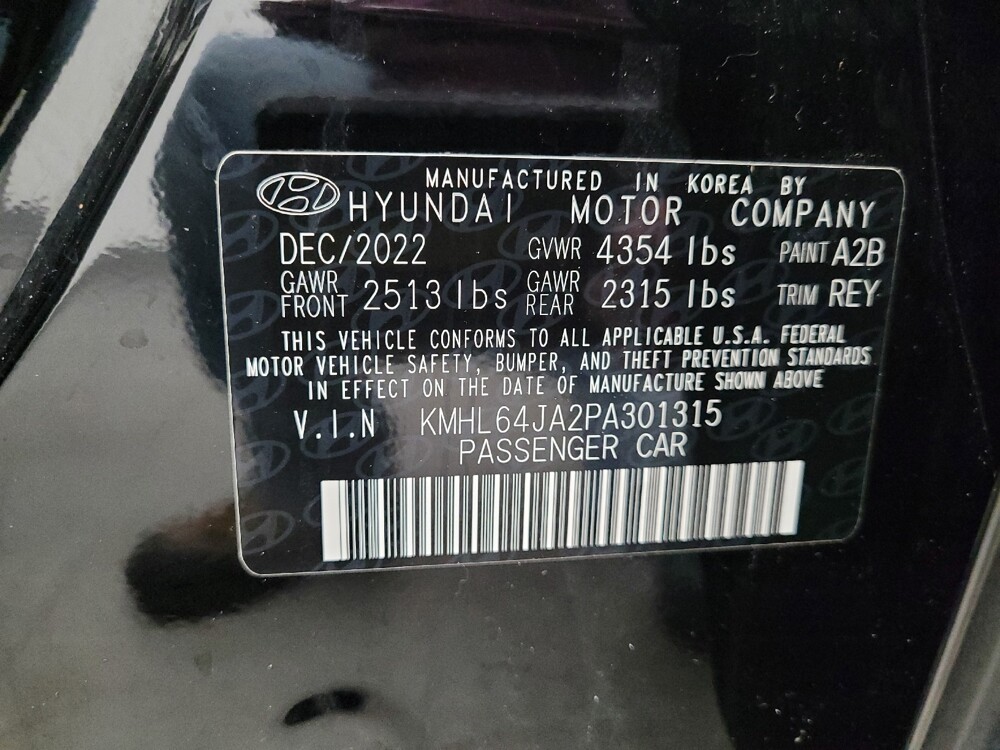 MANUFACTURED IN KOREA BY
HYUNDAI MOTOR COMPANY
DEC/2022 GVWR 4354 lbs PAINT A2B
GAWR FRONT 2513 lbs GAWR REAR 2315 lbs TRIM REY
THIS VEHICLE CONFORMS TO ALL APPLICABLE U.S.A. FEDERAL
MOTOR VEHICLE SAFETY, BUMPER, AND THEFT PREVENTION STANDARDS
IN EFFECT ON THE DATE OF MANUFACTURE SHOWN ABOVE
V.I.N KMHL64JA2PA301315
PASSENGER CAR